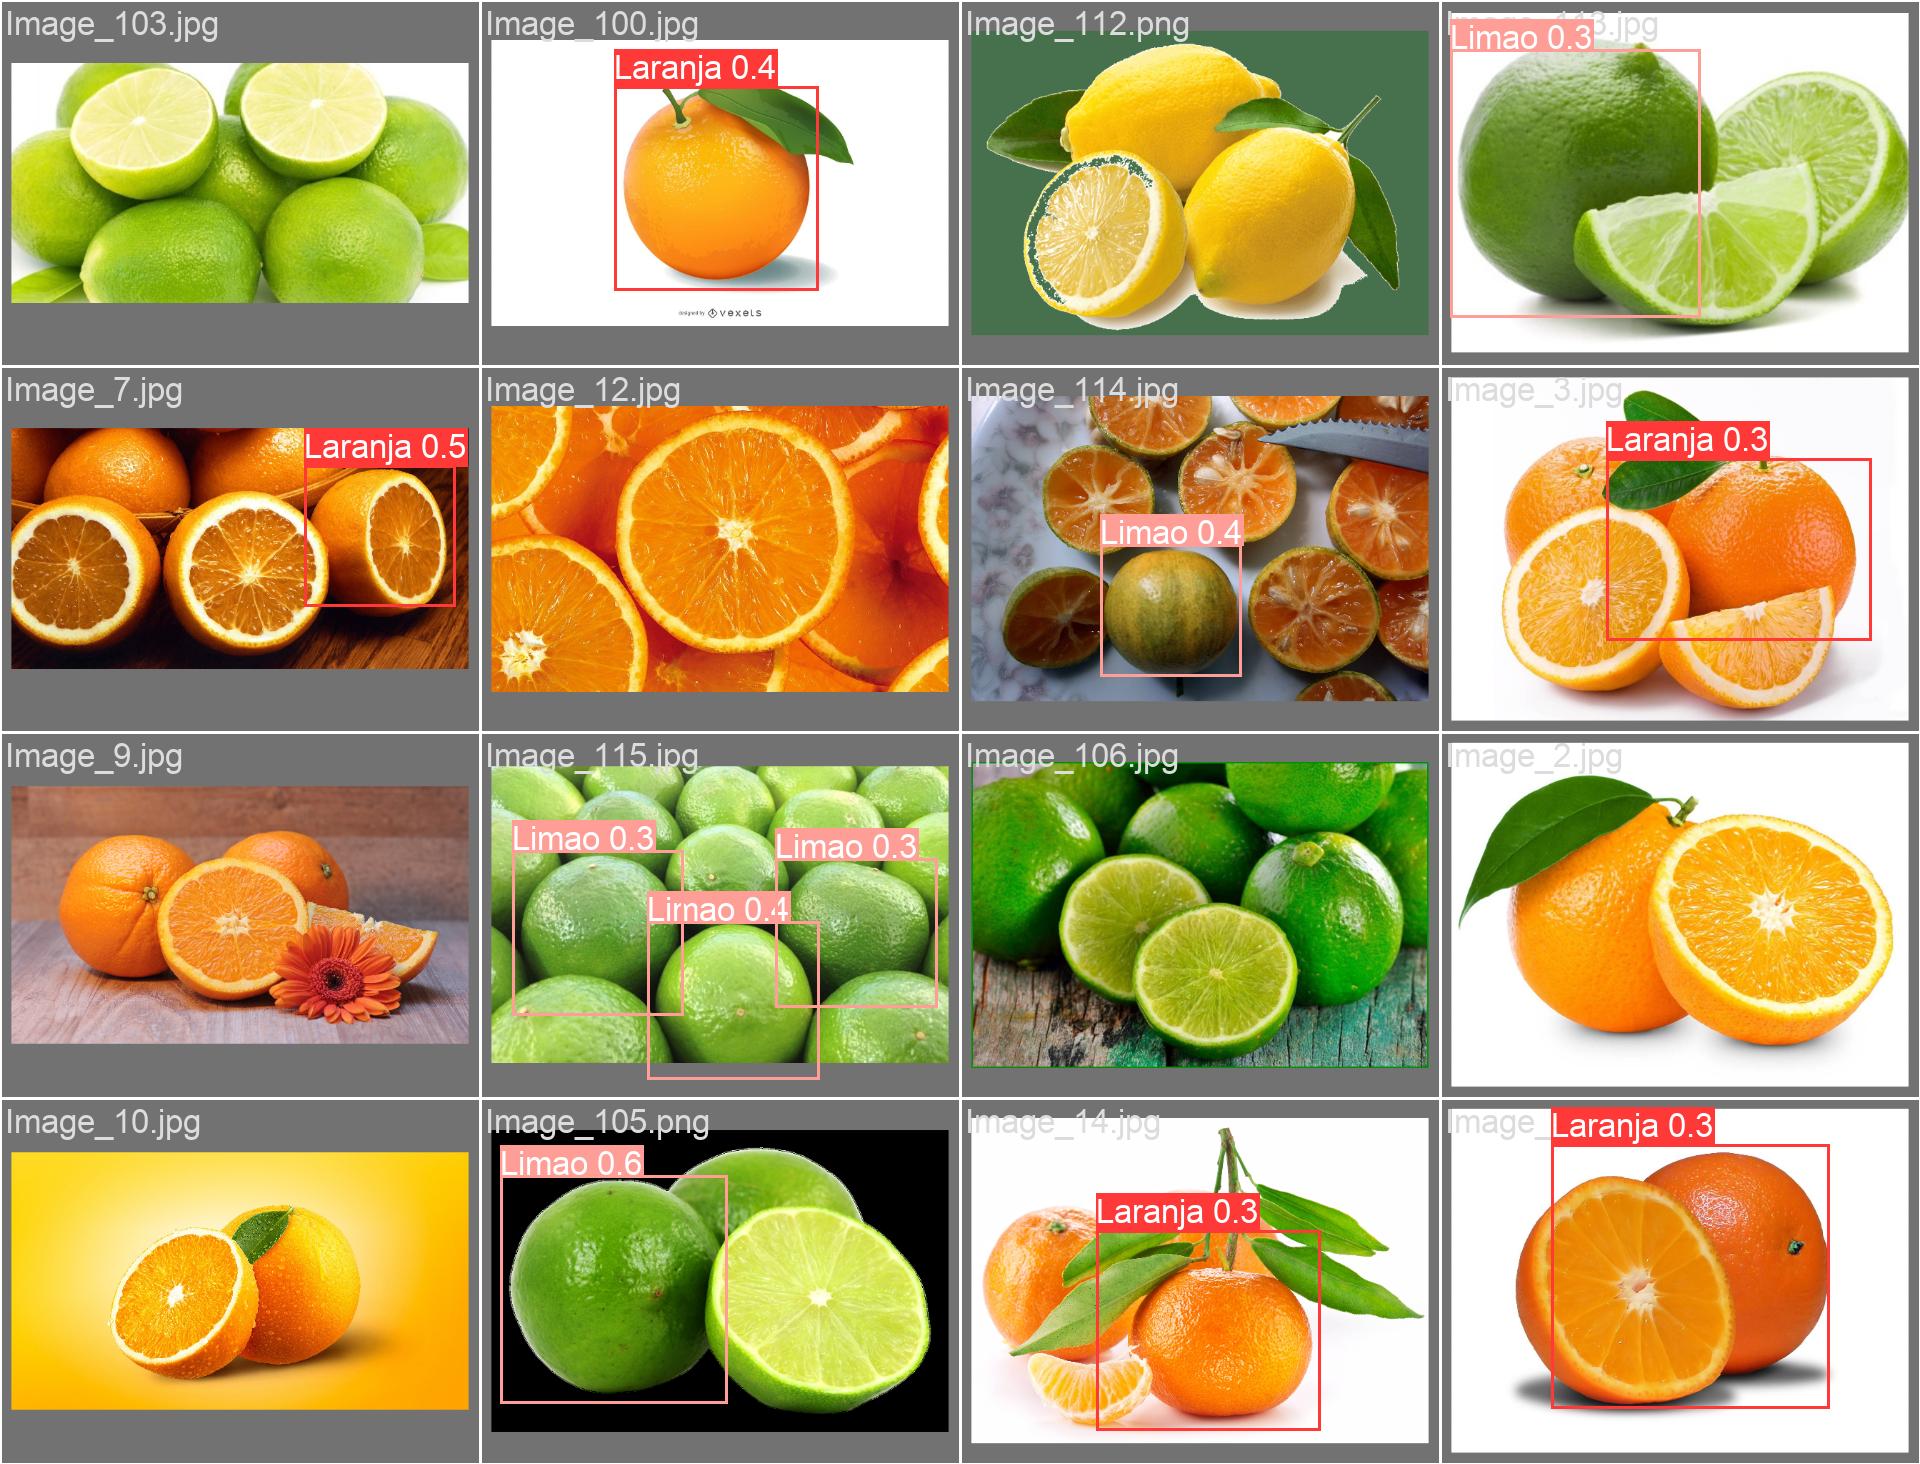 Image_103.jpg
Image_100.jpg
Laranja 0.4
designed by vexels
Image_112.png
Limao 0.3
Image_7.jpg
Laranja 0.5
Image_12.jpg
Image_114.jpg
Limao 0.4
Image_3.jpg
Laranja 0.3
Image_9.jpg
Image_115.jpg
Limao 0.3
Limao 0.3
Limao 0.4
Image_106.jpg
Image_2.jpg
Image_10.jpg
Image_105.png
Limao 0.6
Image_14.jpg
Laranja 0.3
Image_
Laranja 0.3